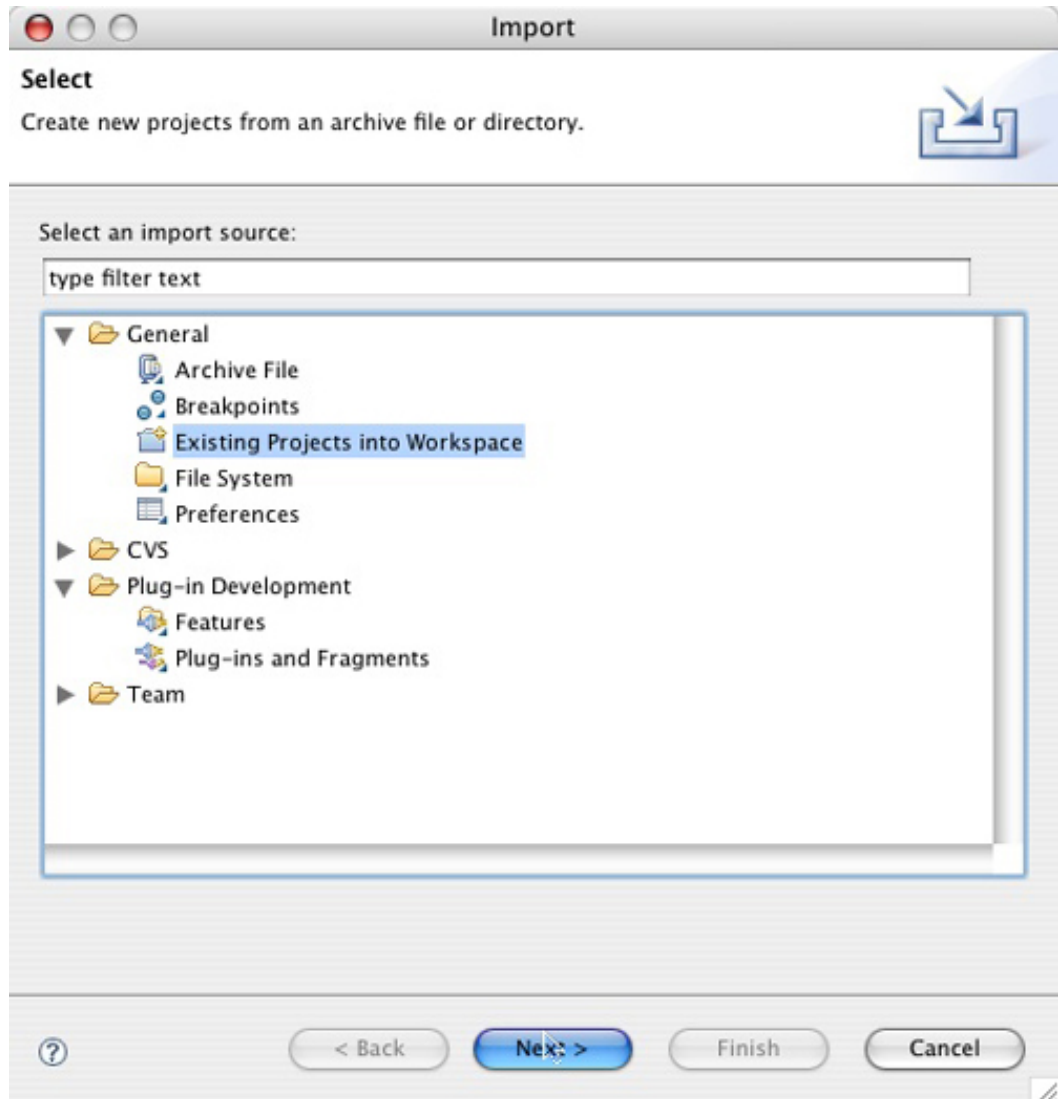 Import
Select
Create new projects from an archive file or directory.
Select an import source:
type filter text
General
Archive File
Breakpoints
Existing Projects into Workspace
File System
Preferences
CVS
Plug-in Development
Features
Plug-ins and Fragments
Team
? < Back Next > Finish Cancel